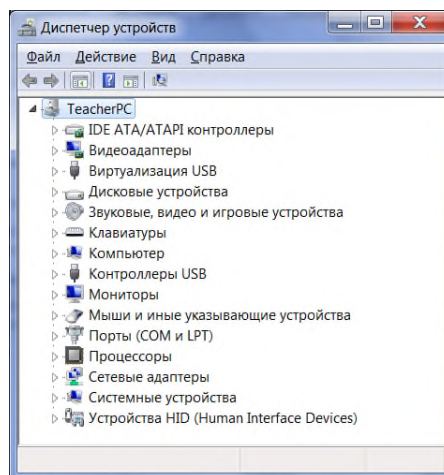 Диспетчер устройств
Файл Действие Вид Справка
TeacherPC
IDE ATA/ATAPI контроллеры
Видеоадаптеры
Виртуализация USB
Дисковые устройства
Звуковые, видео и игровые устройства
Клавиатуры
Компьютер
Контроллеры USB
Мониторы
Мыши и иные указывающие устройства
Порты (COM и LPT)
Процессоры
Сетевые адаптеры
Системные устройства
Устройства HID (Human Interface Devices)